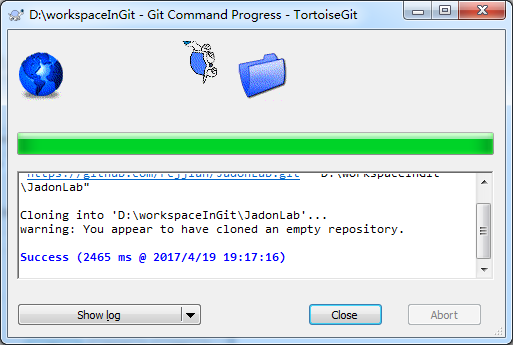 D:\workspaceInGit - Git Command Progress - TortoiseGit
"D:\workspaceInGit
\JadonLab"
Cloning into 'D:\workspaceInGit\JadonLab'...
warning: You appear to have cloned an empty repository.
Success (2465 ms @ 2017/4/19 19:17:16)
Show log
Close
Abort